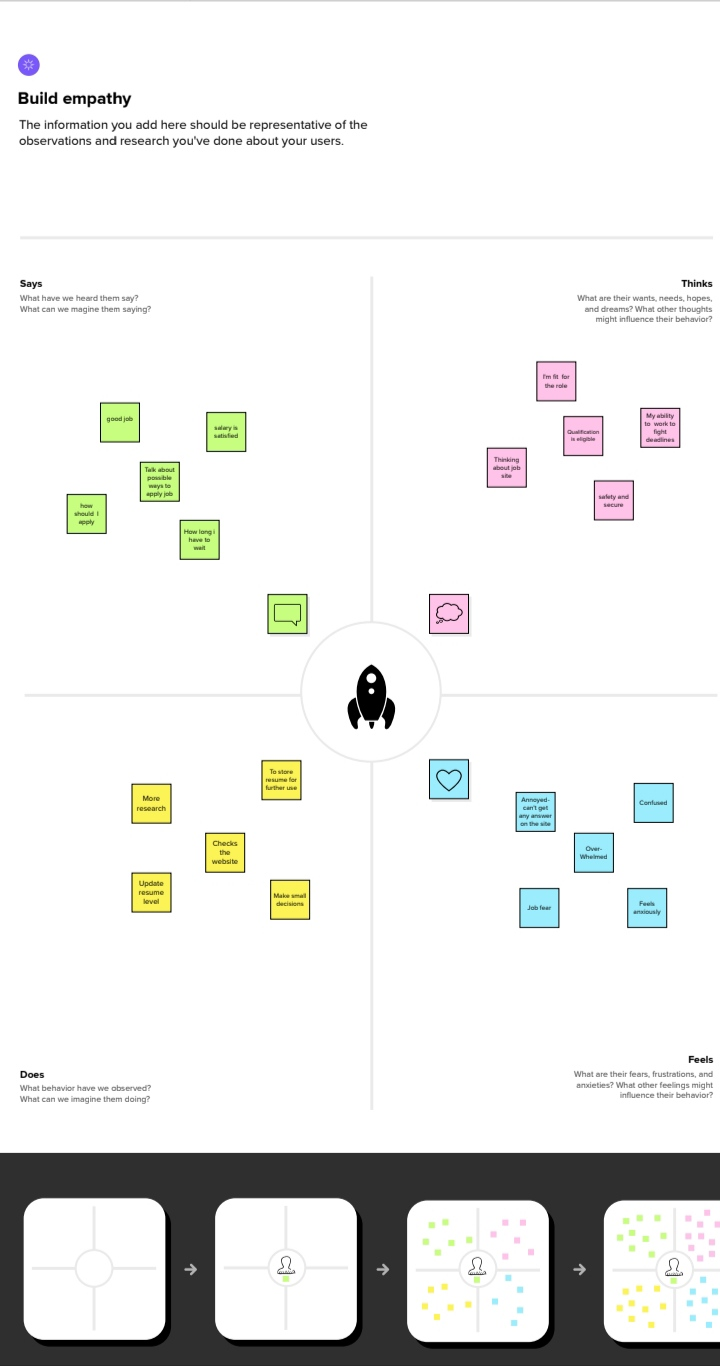 Build empathy
The information you add here should be representative of the
observations and research you've done about your users.
Says
What have we heard them say?
What can we magine them saying?
Thinks
What are their wants, needs, hopes,
and dreams? What other thoughts
might influence their behavior?
good job
salary is
satisfied
Talk about
possible
ways to
apply job
how
should I
apply
How long i
have to
wait
I'm fit for
the role
Qualification
is eligible
My ability
to work to
fight
deadlines
Thinking
about job
site
safety and
secure
More
research
To store
resume for
further use
Checks
the
website
Update
resume
level
Make small
decisions
Annoyed-
can't get
any answer
on the site
Confused
Over-
Whelmed
Job fear
Feels
anxiously
Does
What behavior have we observed?
What can we imagine them doing?
Feels
What are their fears, frustrations, and
anxieties? What other feelings might
influence their behavior?